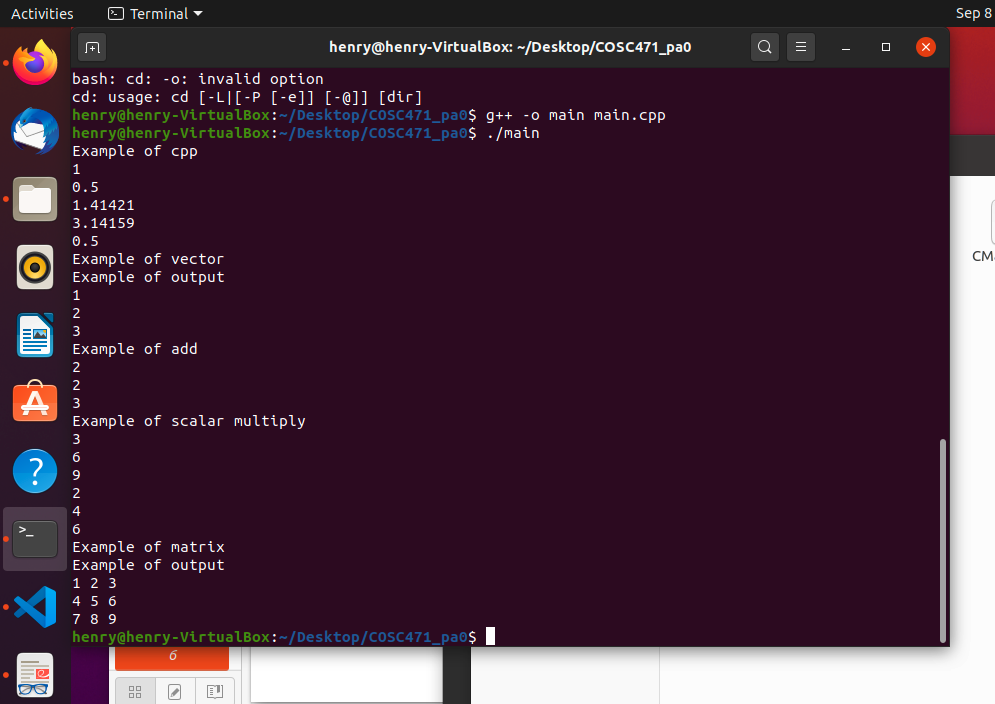 Activities
Terminal
Sep 8
henry@henry-VirtualBox: ~/Desktop/COSC471_pa0
bash: cd: -o: invalid option
cd: usage: cd [-L|[-P [-e]] [-@]] [dir]
henry@henry-VirtualBox:~/Desktop/COSC471_pa0$ g++ -o main main.cpp
henry@henry-VirtualBox:~/Desktop/COSC471_pa0$ ./main
Example of cpp
1
0.5
1.41421
3.14159
0.5
Example of vector
Example of output
1
2
3
Example of add
2
2
3
Example of scalar multiply
3
6
9
2
4
6
Example of matrix
Example of output
1 2 3
4 5 6
7 8 9
henry@henry-VirtualBox:~/Desktop/COSC471_pa0$
CM
6